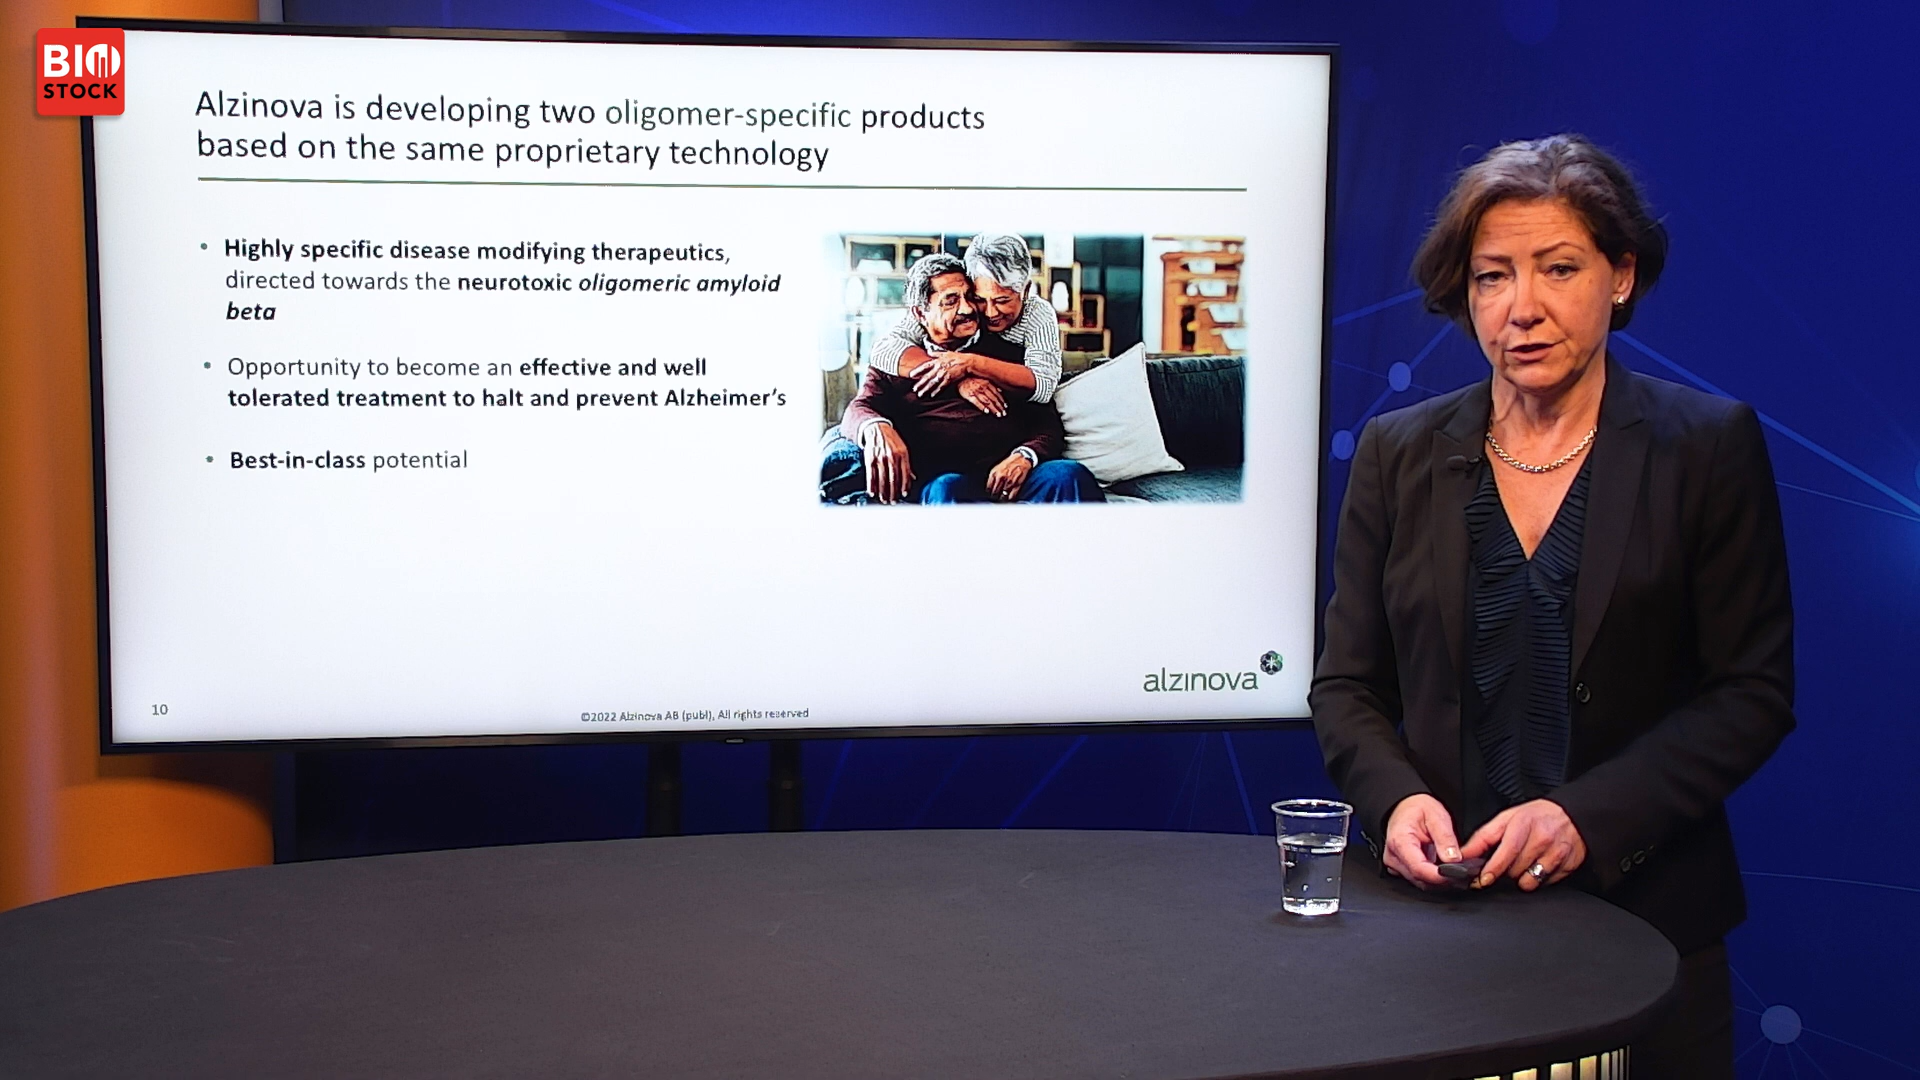 BIO
STOCK
Alzinova is developing two oligomer-specific products
based on the same proprietary technology
• Highly specific disease modifying therapeutics,
directed towards the neurotoxic oligomeric amyloid
beta
• Opportunity to become an effective and well
tolerated treatment to halt and prevent Alzheimer's
• Best-in-class potential
alzinova
10
©2022 Alzinova AB (publ), All rights reserved